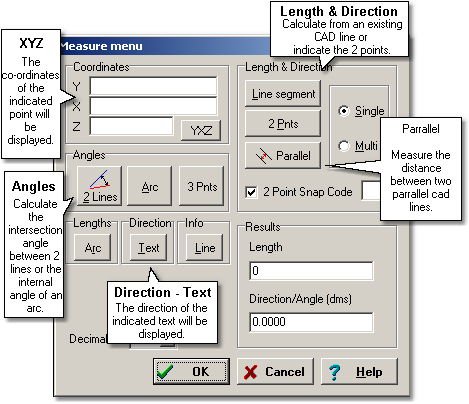 XYZ
The
co-ordinates
of the
indicated
point will
be
displayed.
Length & Direction
Calculate from an existing
CAD line or
indicate the 2 points.
Measure menu
Coordinates
Y
X
Z
YXZ
Length & Direction
Line segment
2 Pnts
Parallel
Single
Multi
2 Point Snap Code
Parallel
Measure the
distance
between two
parallel cad
lines.
Angles
2 Lines
Arc
3 Pnts
Angles
Calculate
the
intersection
angle
between 2
lines or the
internal
angle of an
arc.
Lengths
Arc
Direction
Text
Info
Line
Direction - Text
The direction of the
indicated text will be
displayed.
Results
Length
0
Direction/Angle (dms)
0.0000
Decimal
OK
Cancel
Help